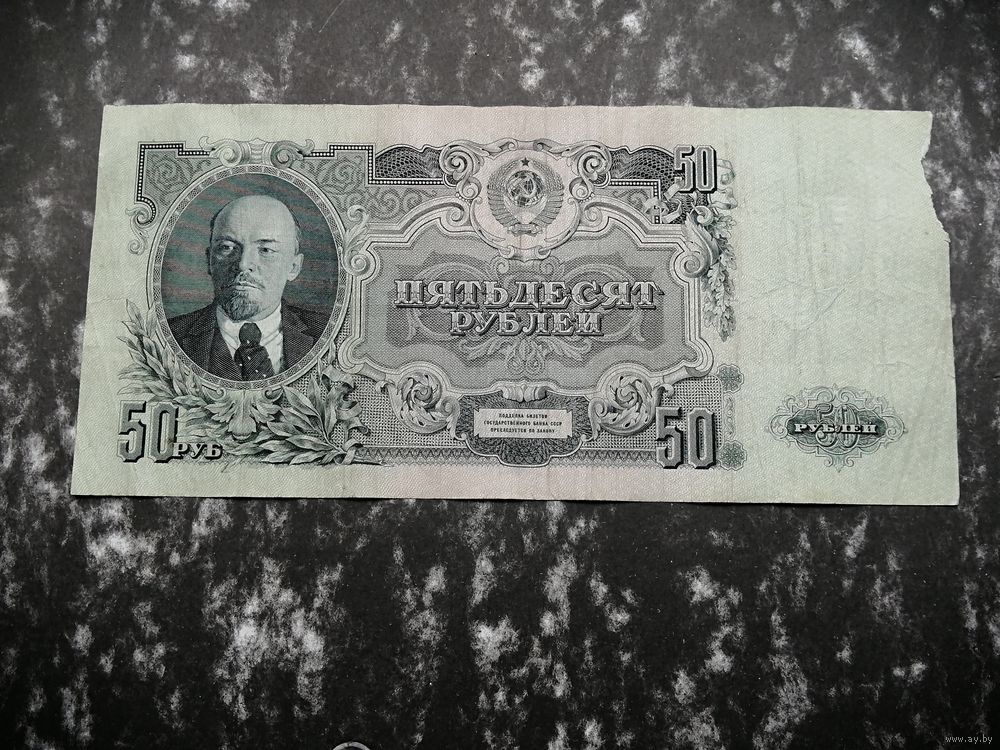 50
ПЯТЬДЕСЯТ
РУБЛЕЙ
ПОДДЕЛКА БИЛЕТОВ
ГОСУДАРСТВЕННОГО БАНКА СССР
ПРЕСЛЕДУЕТСЯ ПО ЗАКОНУ
50 РУБ
50
50
РУБЛЕЙ
www.ay.by